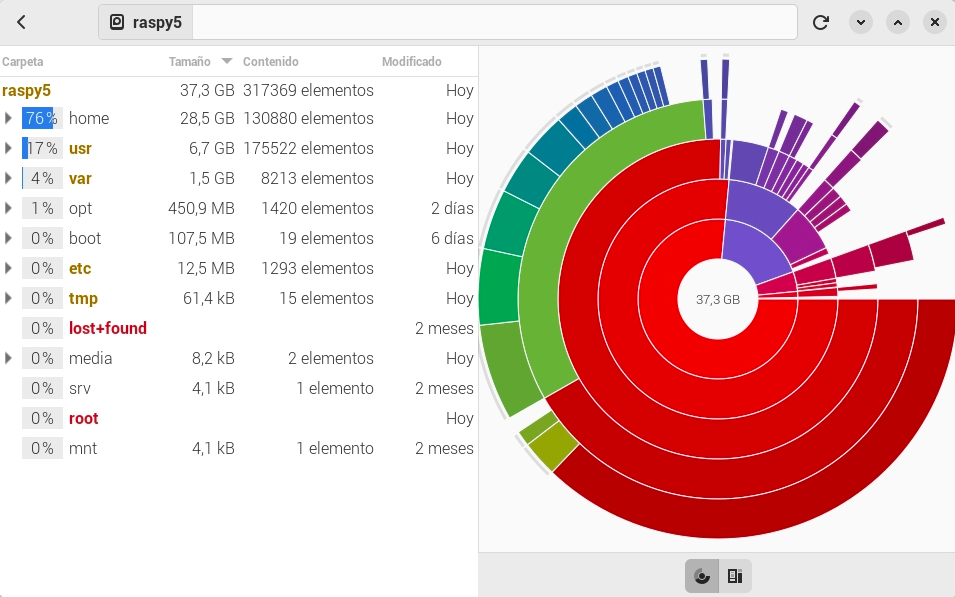 raspy5
Carpeta Tamaño Contenido Modificado
raspy5 37,3 GB 317369 elementos Hoy
76 % home 28,5 GB 130880 elementos Hoy
17 % usr 6,7 GB 175522 elementos Hoy
4 % var 1,5 GB 8213 elementos Hoy
1 % opt 450,9 MB 1420 elementos 2 días
0 % boot 107,5 MB 19 elementos 6 días
0 % etc 12,5 MB 1293 elementos Hoy
0 % tmp 61,4 kB 15 elementos Hoy
0 % lost+found 2 meses
0 % media 8,2 kB 2 elementos Hoy
0 % srv 4,1 kB 1 elemento 2 meses
0 % root Hoy
0 % mnt 4,1 kB 1 elemento 2 meses
37,3 GB